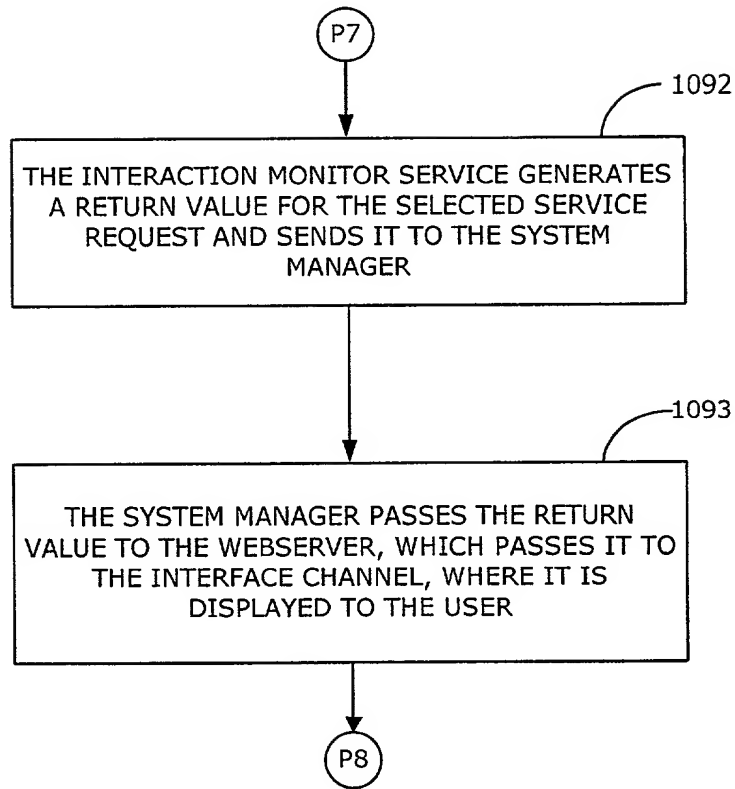 P7
1092
THE INTERACTION MONITOR SERVICE GENERATES
A RETURN VALUE FOR THE SELECTED SERVICE
REQUEST AND SENDS IT TO THE SYSTEM
MANAGER
1093
THE SYSTEM MANAGER PASSES THE RETURN
VALUE TO THE WEBSERVER, WHICH PASSES IT TO
THE INTERFACE CHANNEL, WHERE IT IS
DISPLAYED TO THE USER
P8